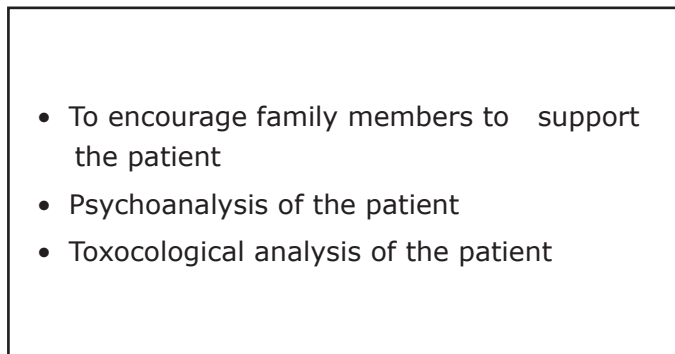 • To encourage family members to support
the patient
• Psychoanalysis of the patient
• Toxocological analysis of the patient